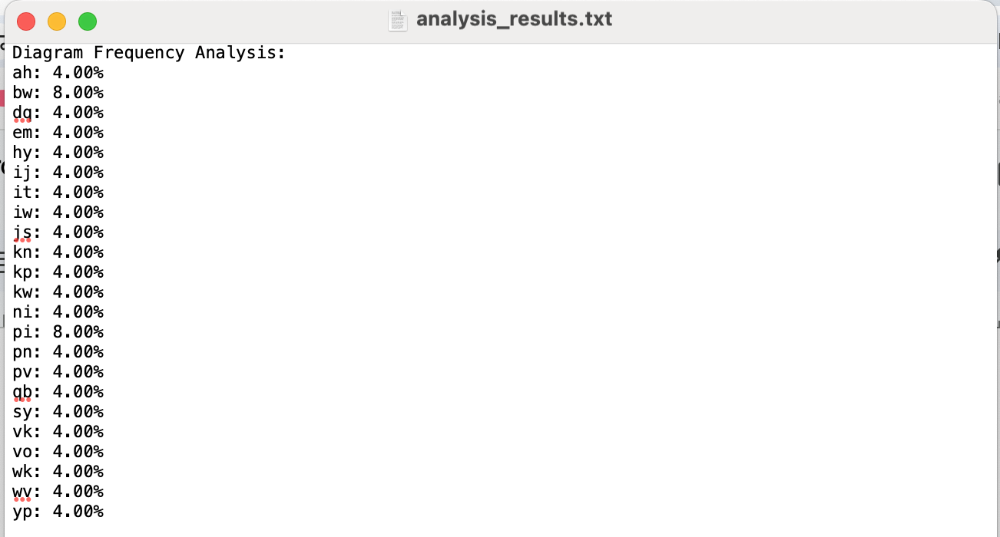 analysis_results.txt
Diagram Frequency Analysis:
ah: 4.00%
bw: 8.00%
dq: 4.00%
em: 4.00%
hy: 4.00%
ij: 4.00%
it: 4.00%
iw: 4.00%
js: 4.00%
kn: 4.00%
kp: 4.00%
kw: 4.00%
ni: 4.00%
pi: 8.00%
pn: 4.00%
pv: 4.00%
qb: 4.00%
sy: 4.00%
vk: 4.00%
vo: 4.00%
wk: 4.00%
wv: 4.00%
yp: 4.00%